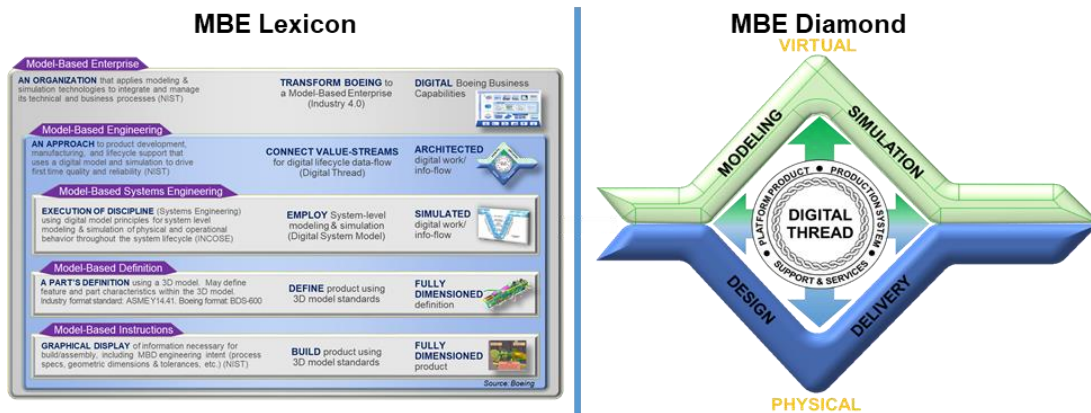 MBE Lexicon
Model-Based Enterprise
AN ORGANIZATION that applies modeling &
simulation technologies to integrate and manage
its technical and business processes (NIST)
TRANSFORM BOEING to
a Model-Based Enterprise
(Industry 4.0)
DIGITAL Boeing Business
Capabilities
Model-Based Engineering
AN APPROACH to product development,
manufacturing, and lifecycle support that
uses a digital model and simulation to drive
first time quality and reliability (NIST)
CONNECT VALUE-STREAMS
for digital lifecycle data-flow
(Digital Thread)
ARCHITECTED
digital work/
info-flow
Model-Based Systems Engineering
EXECUTION OF DISCIPLINE (Systems Engineering)
using digital model principles for system level
modeling & simulation of physical and operational
behavior throughout the system lifecycle (INCOSE)
EMPLOY System-level
modeling & simulation
(Digital System Model)
SIMULATED
digital work/
info-flow
Model-Based Definition
A PART'S DEFINITION using a 3D model. May define
feature and part characteristics within the 3D model.
Industry format standard: ASME Y14.41. Boeing format: BDS-600
DEFINE product using
3D model standards
FULLY
DIMENSIONED
definition
Model-Based Instructions
GRAPHICAL DISPLAY of information necessary for
build/assembly, including MBD engineering intent (process
specs, geometric dimensions & tolerances, etc.) (NIST)
BUILD product using
3D model standards
FULLY
DIMENSIONED
product
Source: Boeing
MBE Diamond
VIRTUAL
MODELING
SIMULATION
PLATFORM PRODUCT • PRODUCTION SYSTEM • SUPPORT & SERVICES •
DIGITAL
THREAD
DESIGN
DELIVERY
PHYSICAL